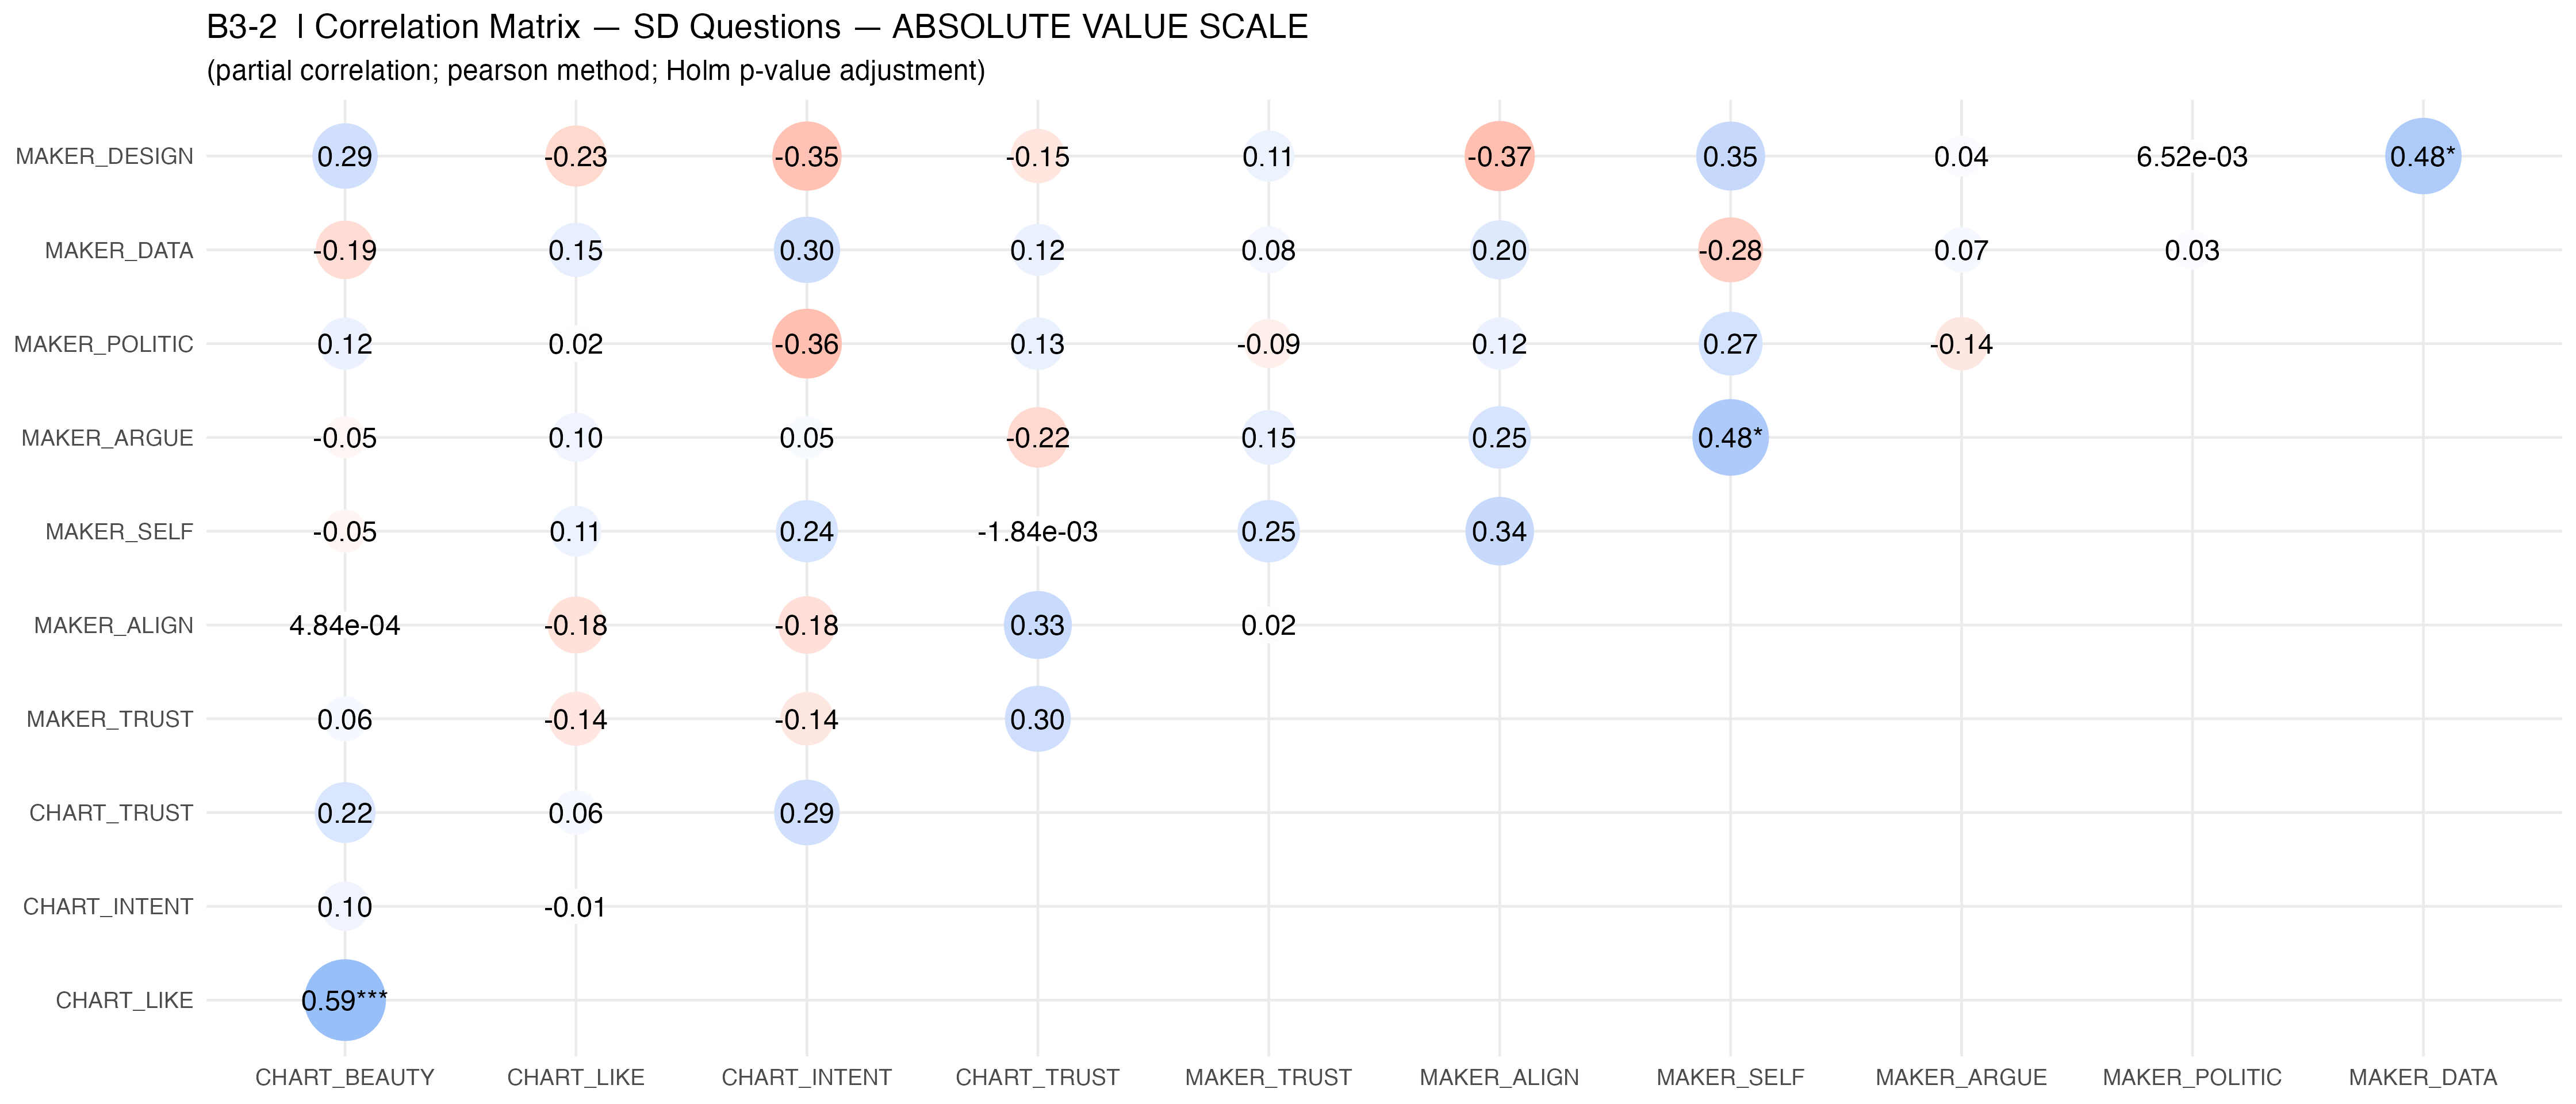 B3-2 | Correlation Matrix — SD Questions — ABSOLUTE VALUE SCALE
(partial correlation; pearson method; Holm p-value adjustment)
MAKER_DESIGN 0.29 -0.23 -0.35 -0.15 0.11 -0.37 0.35 0.04 6.52e-03 0.48*
MAKER_DATA -0.19 0.15 0.30 0.12 0.08 0.20 -0.28 0.07 0.03
MAKER_POLITIC 0.12 0.02 -0.36 0.13 -0.09 0.12 0.27 -0.14
MAKER_ARGUE -0.05 0.10 0.05 -0.22 0.15 0.25 0.48*
MAKER_SELF -0.05 0.11 0.24 -1.84e-03 0.25 0.34
MAKER_ALIGN 4.84e-04 -0.18 -0.18 0.33 0.02
MAKER_TRUST 0.06 -0.14 -0.14 0.30
CHART_TRUST 0.22 0.06 0.29
CHART_INTENT 0.10 -0.01
CHART_LIKE 0.59***
CHART_BEAUTY CHART_LIKE CHART_INTENT CHART_TRUST MAKER_TRUST MAKER_ALIGN MAKER_SELF MAKER_ARGUE MAKER_POLITIC MAKER_DATA